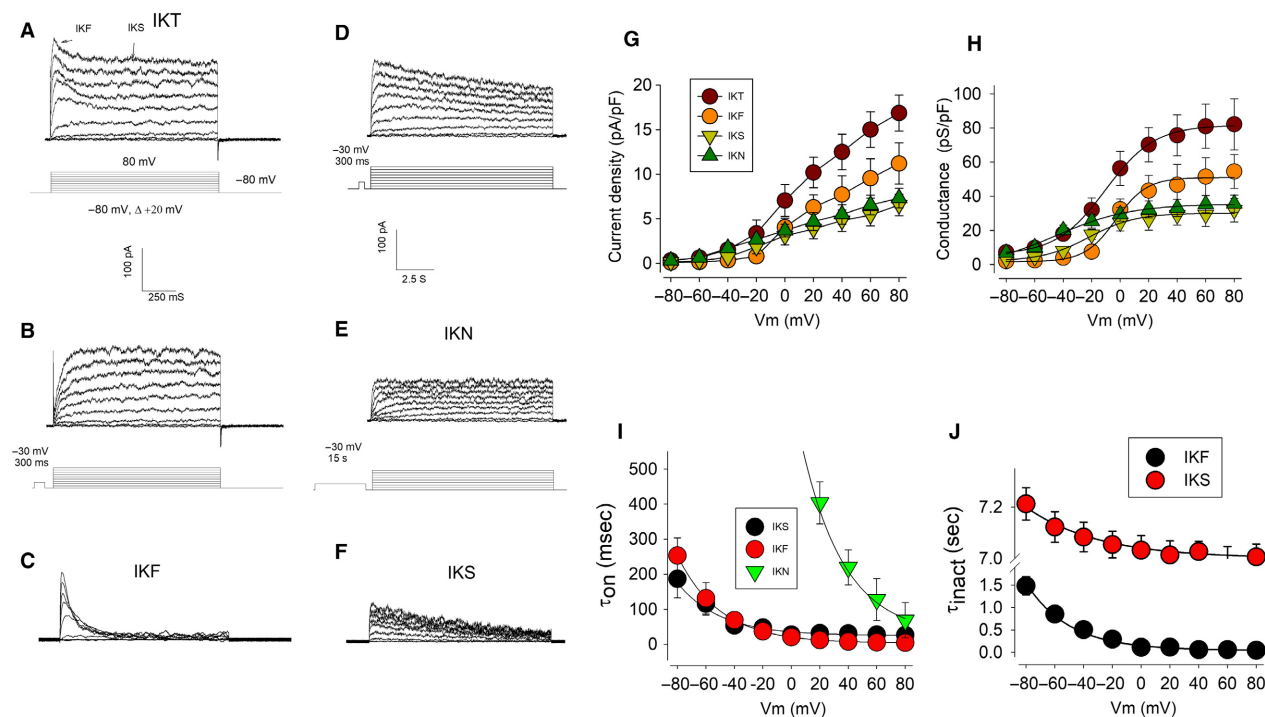 A
IKT
IKF
IKS
80 mV
−80 mV
−80 mV, Δ +20 mV
100 pA
250 mS
B
−30 mV
300 ms
C
IKF
D
−30 mV
300 ms
100 pA
2.5 S
E
IKN
−30 mV
15 s
F
IKS
G
Current density (pA/pF)
20
15
10
5
0
IKT
IKF
IKS
IKN
−80 −60 −40 −20 0 20 40 60 80
Vm (mV)
H
Conductance (pS/pF)
100
80
60
40
20
0
−80 −60 −40 −20 0 20 40 60 80
Vm (mV)
I
τon (msec)
500
400
300
200
100
0
IKS
IKF
IKN
−80 −60 −40 −20 0 20 40 60 80
Vm (mV)
J
IKF
IKS
τinact (sec)
7.2
7.0
1.5
1.0
0.5
0.0
−80 −60 −40 −20 0 20 40 60 80
Vm (mV)